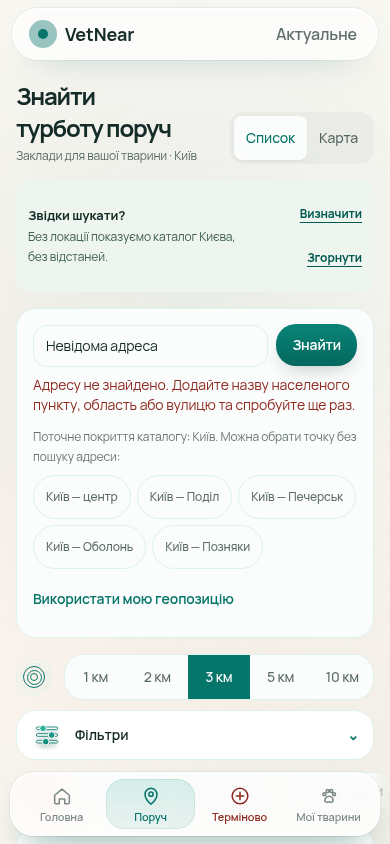 VetNear
Актуальне
Знайти
турботу поруч
Заклади для вашої тварини · Київ
Список
Карта
Звідки шукати?
Визначити
Без локації показуємо каталог Києва,
без відстаней.
Згорнути
Невідома адреса
Знайти
Адресу не знайдено. Додайте назву населеного
пункту, область або вулицю та спробуйте ще раз.
Поточне покриття каталогу: Київ. Можна обрати точку без
пошуку адреси:
Київ — центр
Київ — Поділ
Київ — Печерськ
Київ — Оболонь
Київ — Позняки
Використати мою геопозицію
1 км
2 км
3 км
5 км
10 км
Фільтри
Головна
Поруч
Терміново
Мої тварини